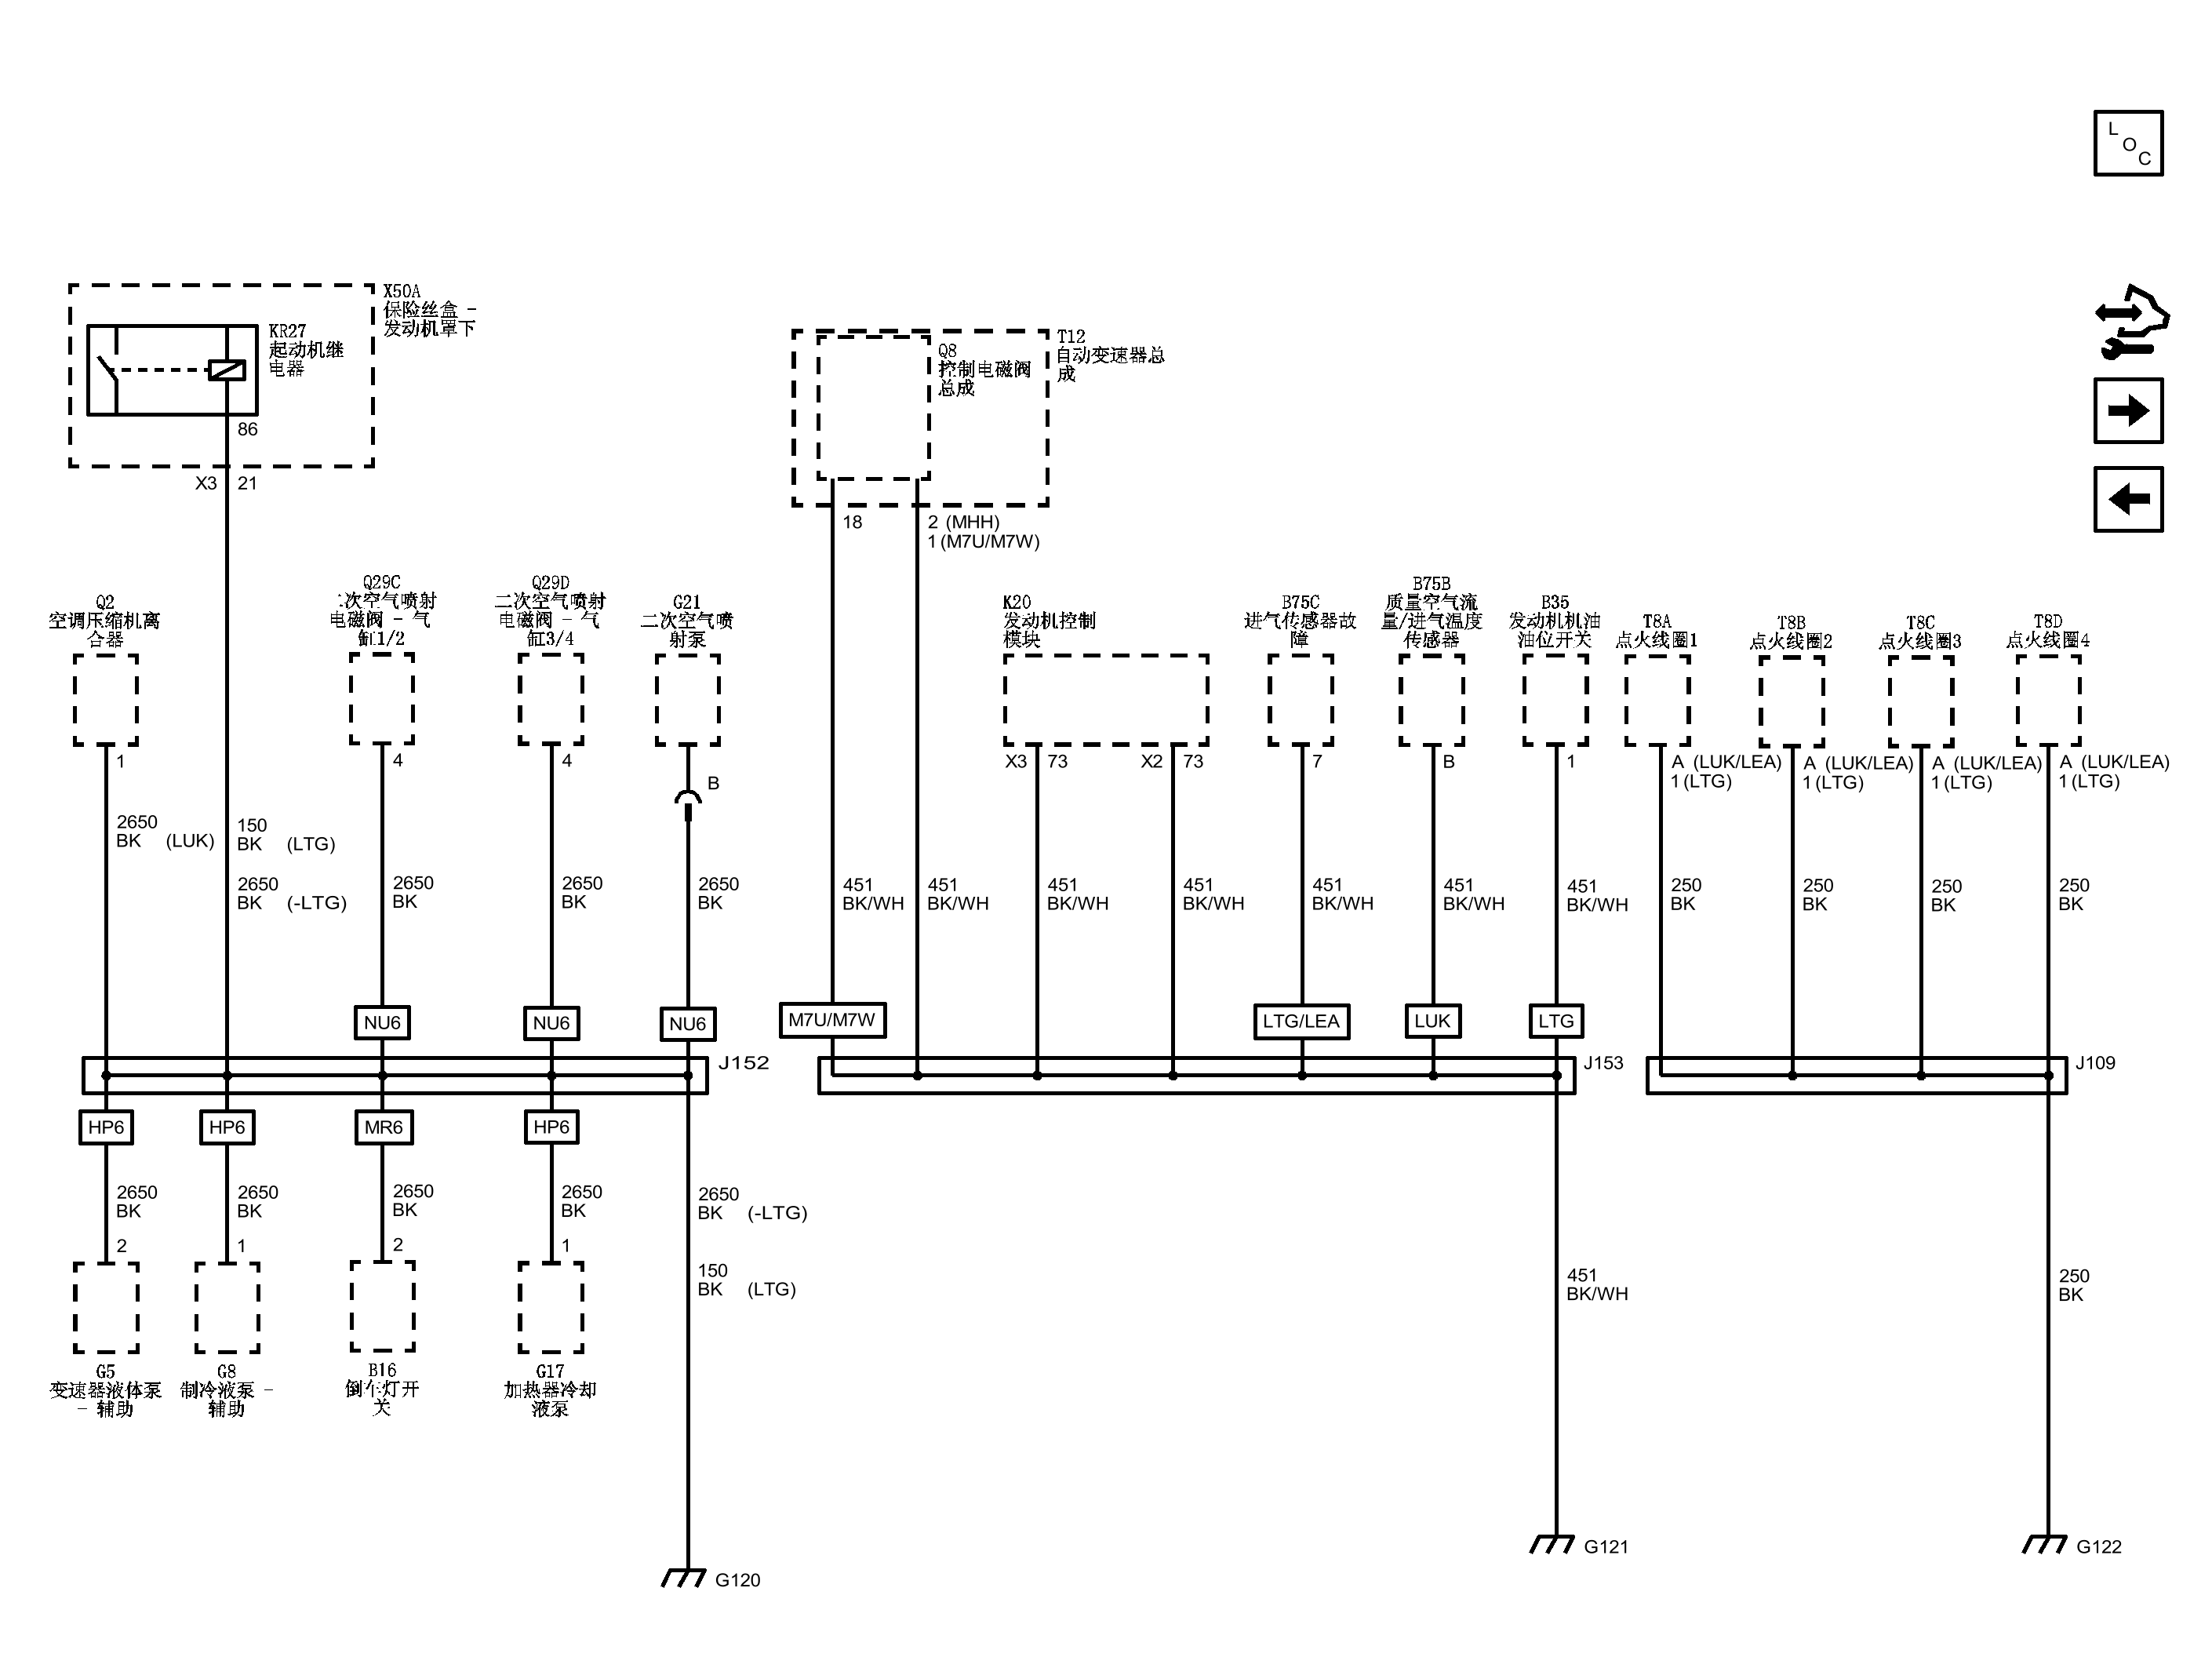 L
O
C
X50A
保险丝盒 -
发动机罩下
KR27
起动机继
电器
86
X3 21
T12
自动变速器总
成
Q8
控制电磁阀
总成
18
2 (MHH)
1 (M7U/M7W)
Q2
空调压缩机离
合器
Q29C
二次空气喷射
电磁阀 - 气
缸1/2
Q29D
二次空气喷射
电磁阀 - 气
缸3/4
G21
二次空气喷
射泵
K20
发动机控制
模块
B75C
进气传感器故
障
B75B
质量空气流
量/进气温度
传感器
B35
发动机机油
油位开关
T8A
点火线圈1
T8B
点火线圈2
T8C
点火线圈3
T8D
点火线圈4
1
4
4
B
X3 73
X2 73
7
B
1
A (LUK/LEA)
1 (LTG)
A (LUK/LEA)
1 (LTG)
A (LUK/LEA)
1 (LTG)
A (LUK/LEA)
1 (LTG)
2650
BK (LUK)
150
BK (LTG)
2650
BK (-LTG)
2650
BK
2650
BK
2650
BK
451
BK/WH
451
BK/WH
451
BK/WH
451
BK/WH
451
BK/WH
451
BK/WH
451
BK/WH
250
BK
250
BK
250
BK
250
BK
NU6
NU6
NU6
M7U/M7W
LTG/LEA
LUK
LTG
J152
J153
J109
HP6
HP6
MR6
HP6
2650
BK
2650
BK
2650
BK
2650
BK
2650
BK (-LTG)
150
BK (LTG)
451
BK/WH
250
BK
2
1
2
1
G5
变速器液体泵
- 辅助
G8
制冷液泵 -
辅助
B16
倒车灯开
关
G17
加热器冷却
液泵
G120
G121
G122